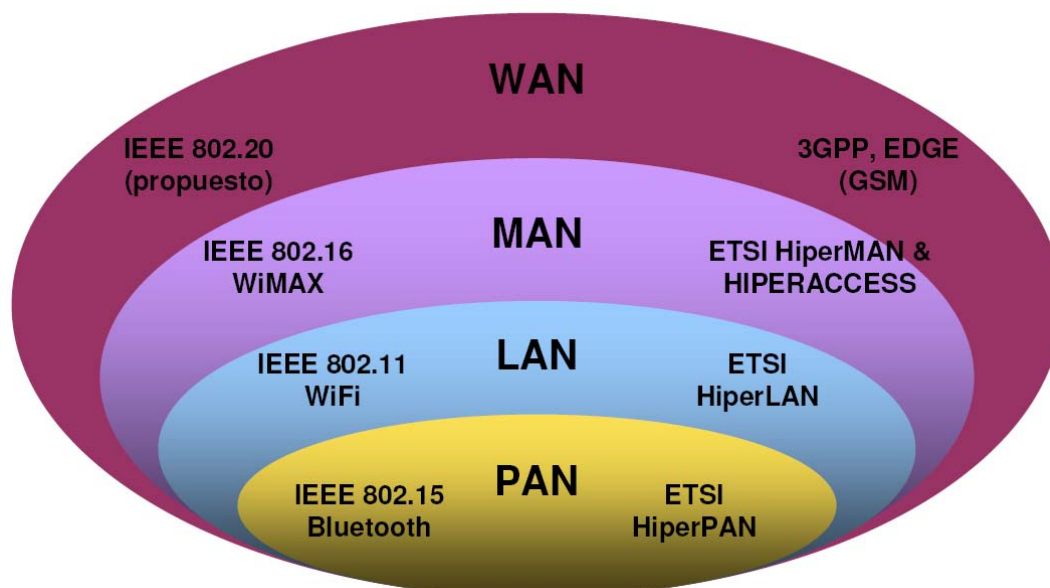 WAN
IEEE 802.20
(propuesto)
3GPP, EDGE
(GSM)
MAN
IEEE 802.16
WiMAX
ETSI HiperMAN &
HIPERACCESS
LAN
IEEE 802.11
WiFi
ETSI
HiperLAN
PAN
IEEE 802.15
Bluetooth
ETSI
HiperPAN